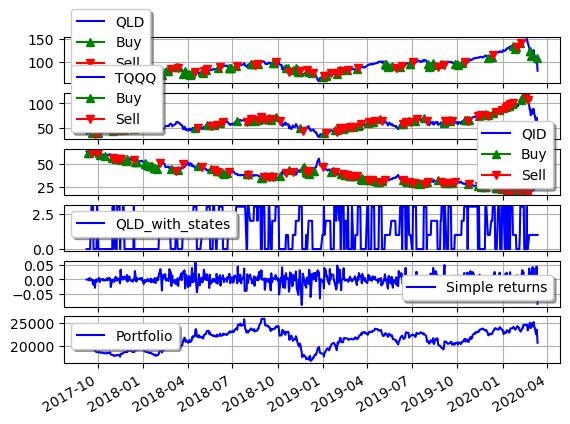 QLD
Buy
Sell
150
100
TQQQ
Buy
Sell
100
50
QID
Buy
Sell
50
25
QLD_with_states
2.5
0.0
Simple returns
0.05
0.00
−0.05
Portfolio
25000
20000
2017-10
2018-01
2018-04
2018-07
2018-10
2019-01
2019-04
2019-07
2019-10
2020-01
2020-04